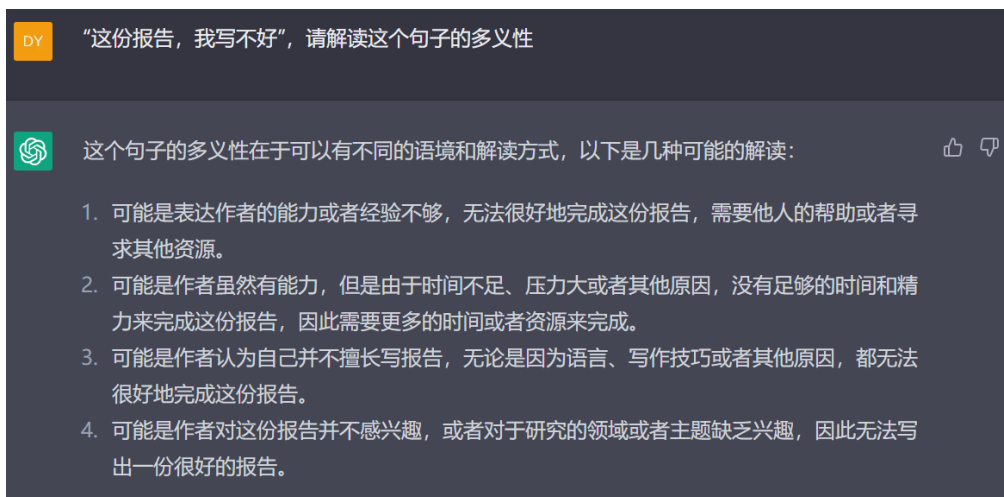 DY
“这份报告，我写不好”，请解读这个句子的多义性
这个句子的多义性在于可以有不同的语境和解读方式，以下是几种可能的解读：
1. 可能是表达作者的能力或者经验不够，无法很好地完成这份报告，需要他人的帮助或者寻
求其他资源。
2. 可能是作者虽然有能力，但是由于时间不足、压力大或者其他原因，没有足够的时间和精
力来完成这份报告，因此需要更多的时间或者资源来完成。
3. 可能是作者认为自己并不擅长写报告，无论是因为语言、写作技巧或者其他原因，都无法
很好地完成这份报告。
4. 可能是作者对这份报告并不感兴趣，或者对于研究的领域或者主题缺乏兴趣，因此无法写
出一份很好的报告。